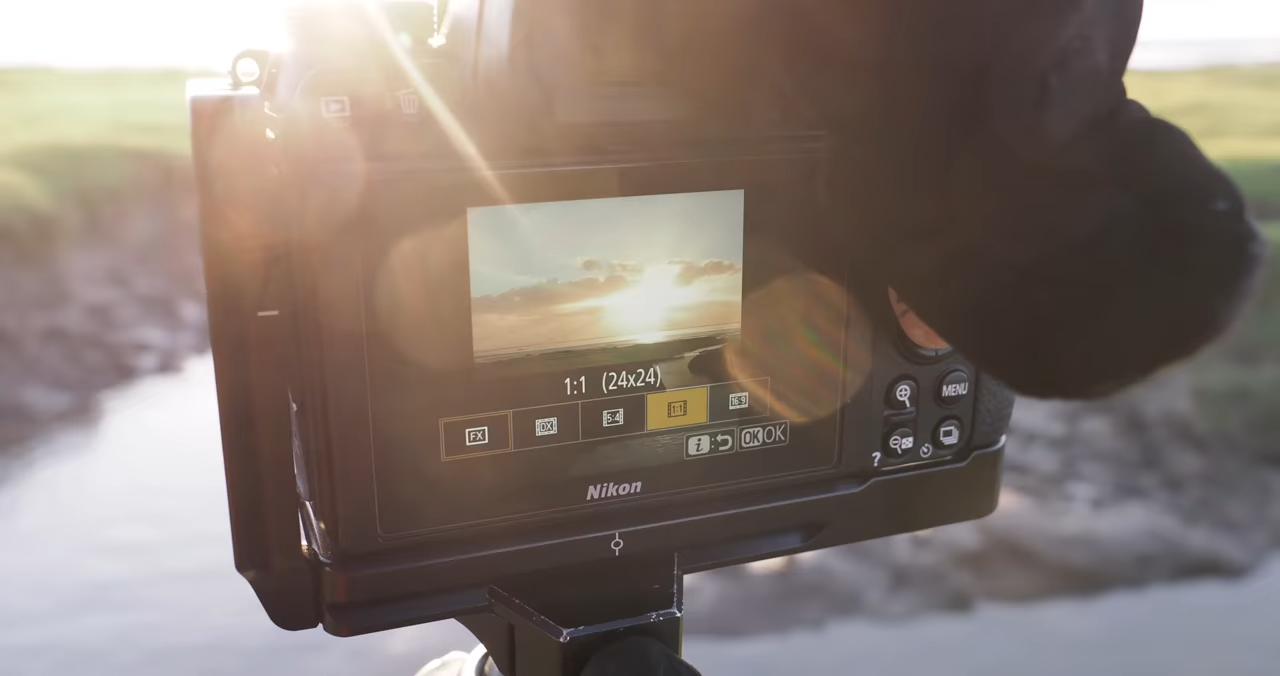 1:1 (24x24)
FX DX 5:4 1:1 16:9
i : OK OK
MENU
?
Nikon